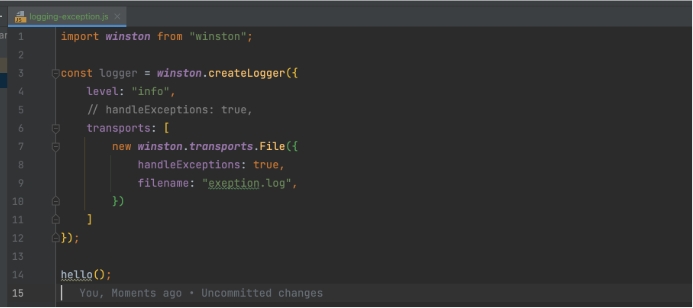 logging-exception.js
1 import winston from "winston";
2
3 const logger = winston.createLogger({
4 level: "info",
5 // handleExceptions: true,
6 transports: [
7 new winston.transports.File({
8 handleExceptions: true,
9 filename: "exeption.log",
10 })
11 ]
12 });
13
14 hello();
15 You, Moments ago • Uncommitted changes